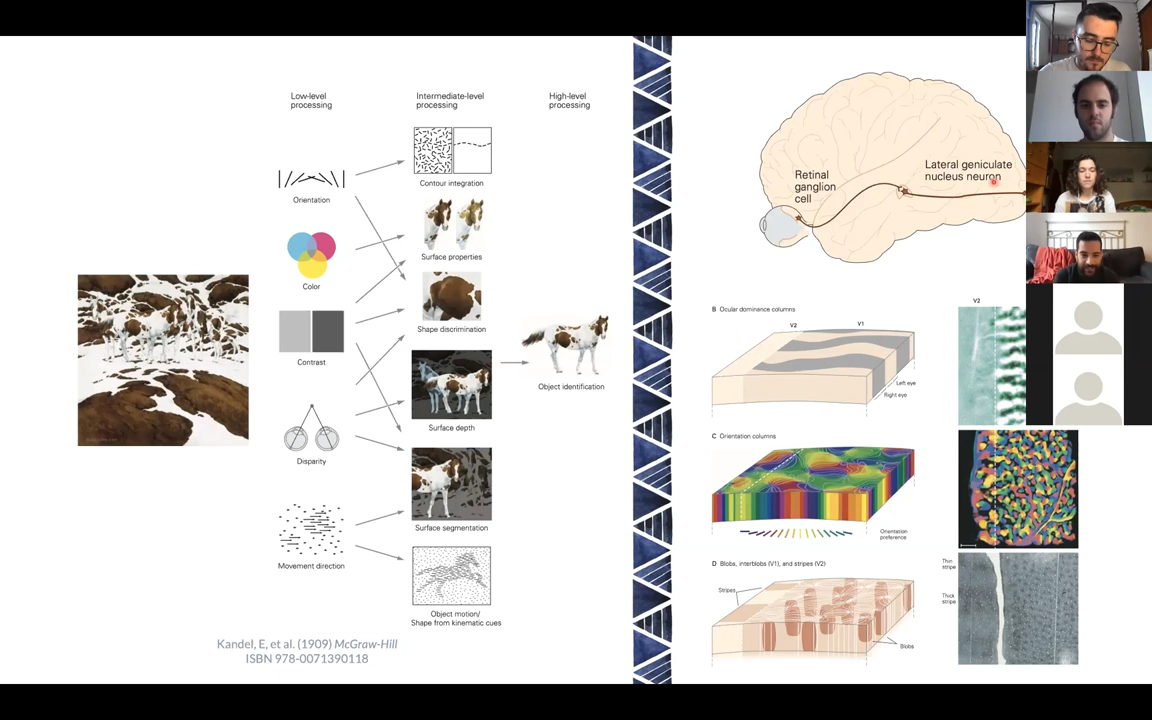 Low-level
processing
Intermediate-level
processing
High-level
processing
Orientation
Color
Contrast
Disparity
Movement direction
Contour integration
Surface properties
Shape discrimination
Surface depth
Surface segmentation
Object motion/
Shape from kinematic cues
Object identification
Kandel, E, et al. (1909) McGraw-Hill
ISBN 978-0071390118
Retinal
ganglion
cell
Lateral geniculate
nucleus neuron
B Ocular dominance columns
V2
V1
Left eye
Right eye
V2
C Orientation columns
Orientation
preference
D Blobs, interblobs (V1), and stripes (V2)
Stripes
Blobs
Thin
stripe
Thick
stripe